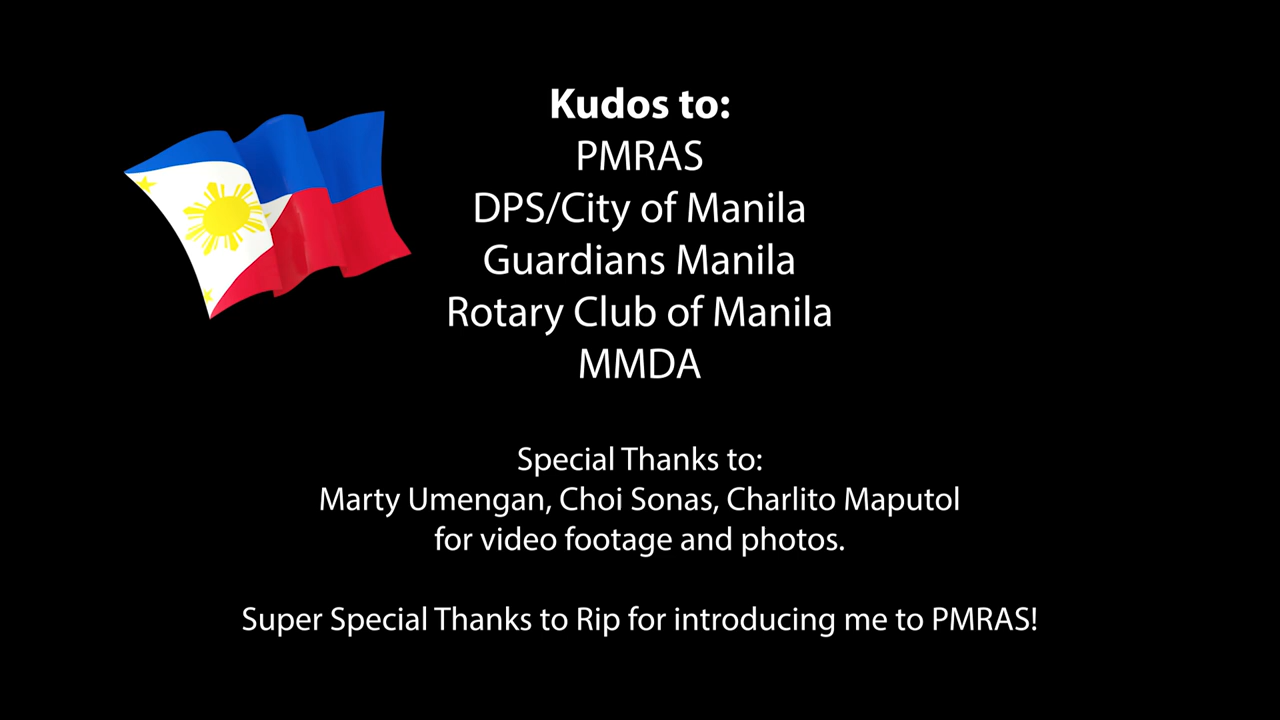 Kudos to:
PMRAS
DPS/City of Manila
Guardians Manila
Rotary Club of Manila
MMDA
Special Thanks to:
Marty Umengan, Choi Sonas, Charlito Maputol
for video footage and photos.
Super Special Thanks to Rip for introducing me to PMRAS!